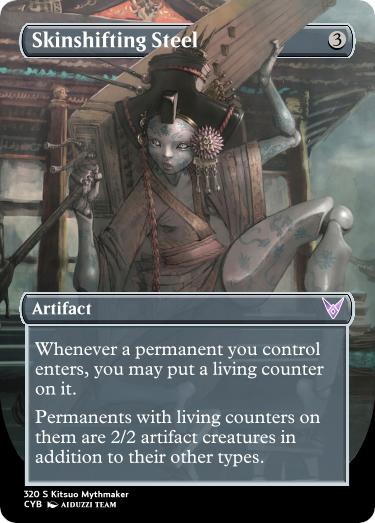 Skinshifting Steel 3
Artifact
Whenever a permanent you control
enters, you may put a living counter
on it.
Permanents with living counters on
them are 2/2 artifact creatures in
addition to their other types.
320 S Kitsuo Mythmaker
CYB AIDUZZI TEAM